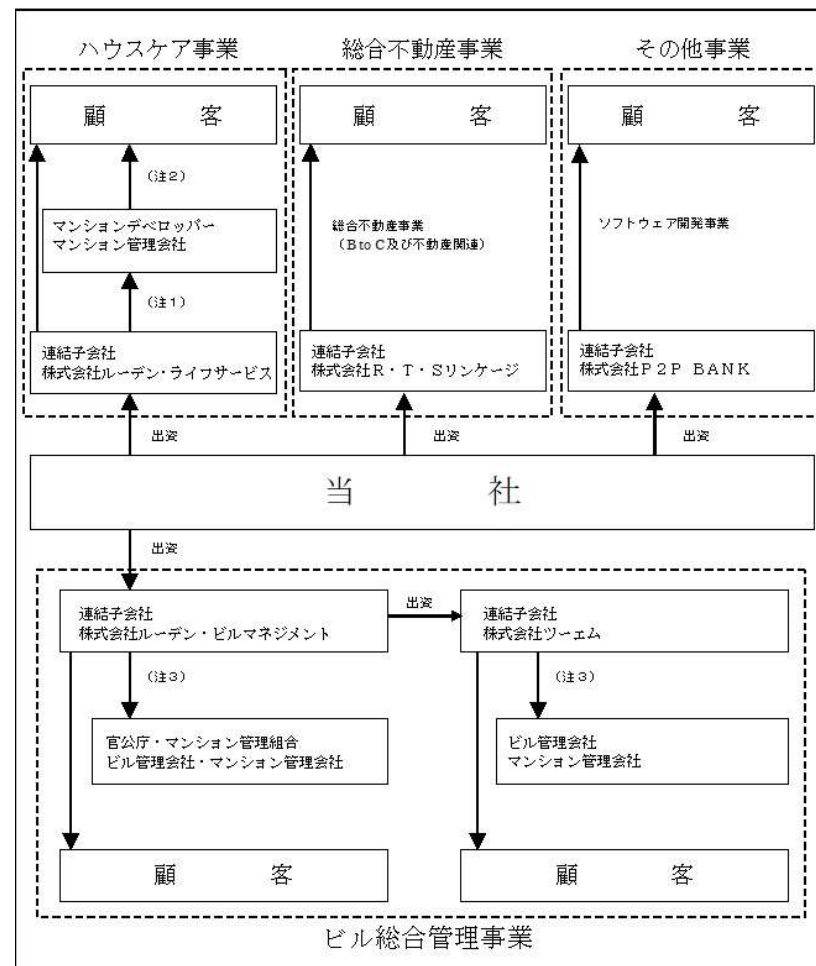 ハウスケア事業
総合不動産事業
その他事業
顧 客
顧 客
顧 客
(注2)
マンションデベロッパー
マンション管理会社
総合不動産事業
(BtoC及び不動産関連)
ソフトウェア開発事業
(注1)
連結子会社
株式会社ルーデン・ライフサービス
連結子会社
株式会社R・T・Sリンケージ
連結子会社
株式会社P2P BANK
出資
出資
出資
当 社
出資
連結子会社
株式会社ルーデン・ビルマネジメント
出資
連結子会社
株式会社ツーエム
(注3)
(注3)
官公庁・マンション管理組合
ビル管理会社・マンション管理会社
ビル管理会社
マンション管理会社
顧 客
顧 客
ビル総合管理事業